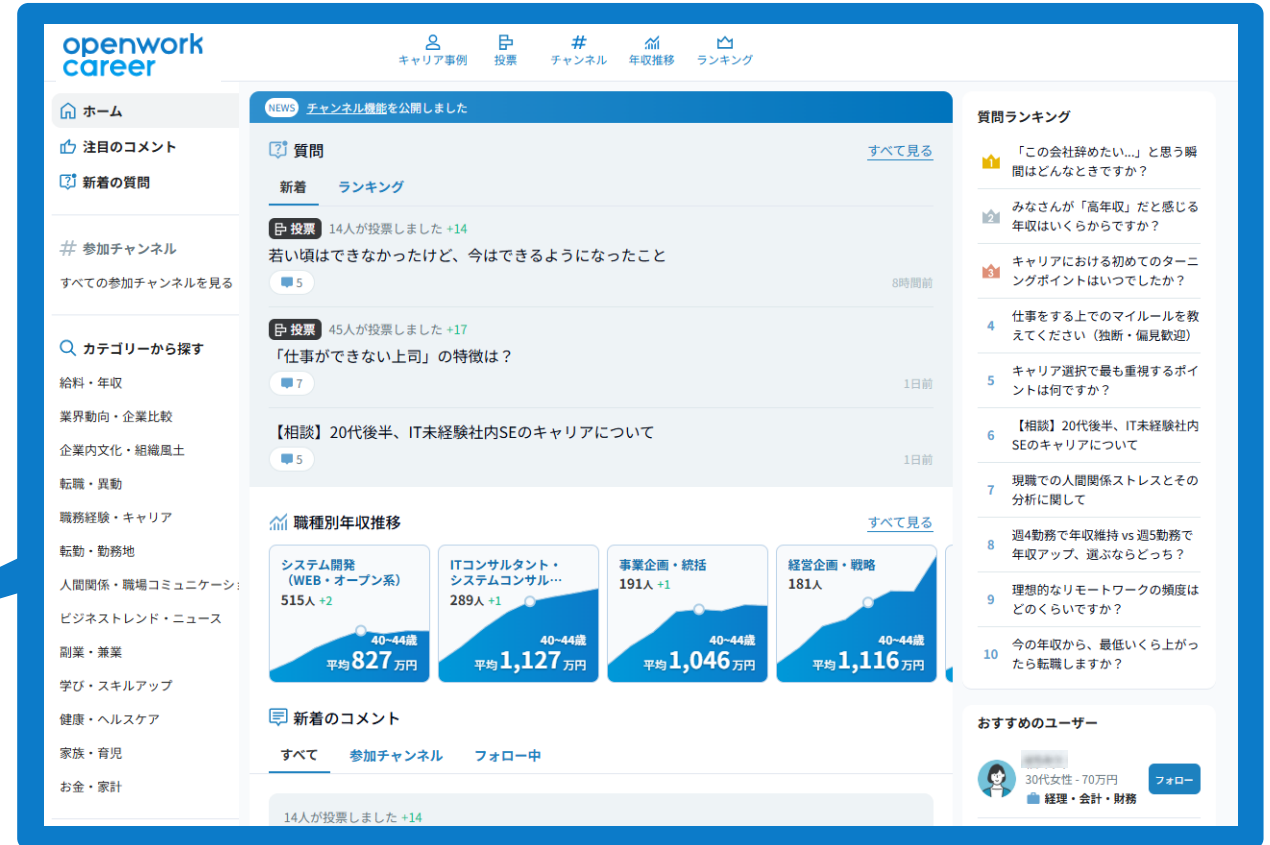 openwork
career
キャリア事例
投票
チャンネル
年収推移
ランキング
ホーム
注目のコメント
新着の質問
参加チャンネル
すべての参加チャンネルを見る
カテゴリーから探す
給料・年収
業界動向・企業比較
企業内文化・組織風土
転職・異動
職務経験・キャリア
転勤・勤務地
人間関係・職場コミュニケーショ
ビジネストレンド・ニュース
副業・兼業
学び・スキルアップ
健康・ヘルスケア
家族・育児
お金・家計
NEWS チャンネル機能を公開しました
質問 すべて見る
新着 ランキング
投票 14人が投票しました +14
若い頃はできなかったけど、今はできるようになったこと
5 8時間前
投票 45人が投票しました +17
「仕事ができない上司」の特徴は？
7 1日前
【相談】20代後半、IT未経験社内SEのキャリアについて
5 1日前
職種別年収推移 すべて見る
システム開発
（WEB・オープン系）
515人 +2
40~44歳
平均827万円
ITコンサルタント・
システムコンサル…
289人 +1
40~44歳
平均1,127万円
事業企画・統括
191人 +1
40~44歳
平均1,046万円
経営企画・戦略
181人
40~44歳
平均1,116万円
新着のコメント
すべて 参加チャンネル フォロー中
14人が投票しました +14
質問ランキング
1 「この会社辞めたい...」と思う瞬
間はどんなときですか？
2 みなさんが「高年収」だと感じる
年収はいくらからですか？
3 キャリアにおける初めてのターニ
ングポイントはいつでしたか？
4 仕事をする上でのマイルールを教
えてください（独断・偏見歓迎）
5 キャリア選択で最も重視するポイ
ントは何ですか？
6 【相談】20代後半、IT未経験社内
SEのキャリアについて
7 現職での人間関係ストレスとその
分析に関して
8 週4勤務で年収維持 vs 週5勤務で
年収アップ、選ぶならどっち？
9 理想的なリモートワークの頻度は
どのくらいですか？
10 今の年収から、最低いくら上がっ
たら転職しますか？
おすすめのユーザー
30代女性 - 70万円
フォロー
経理・会計・財務